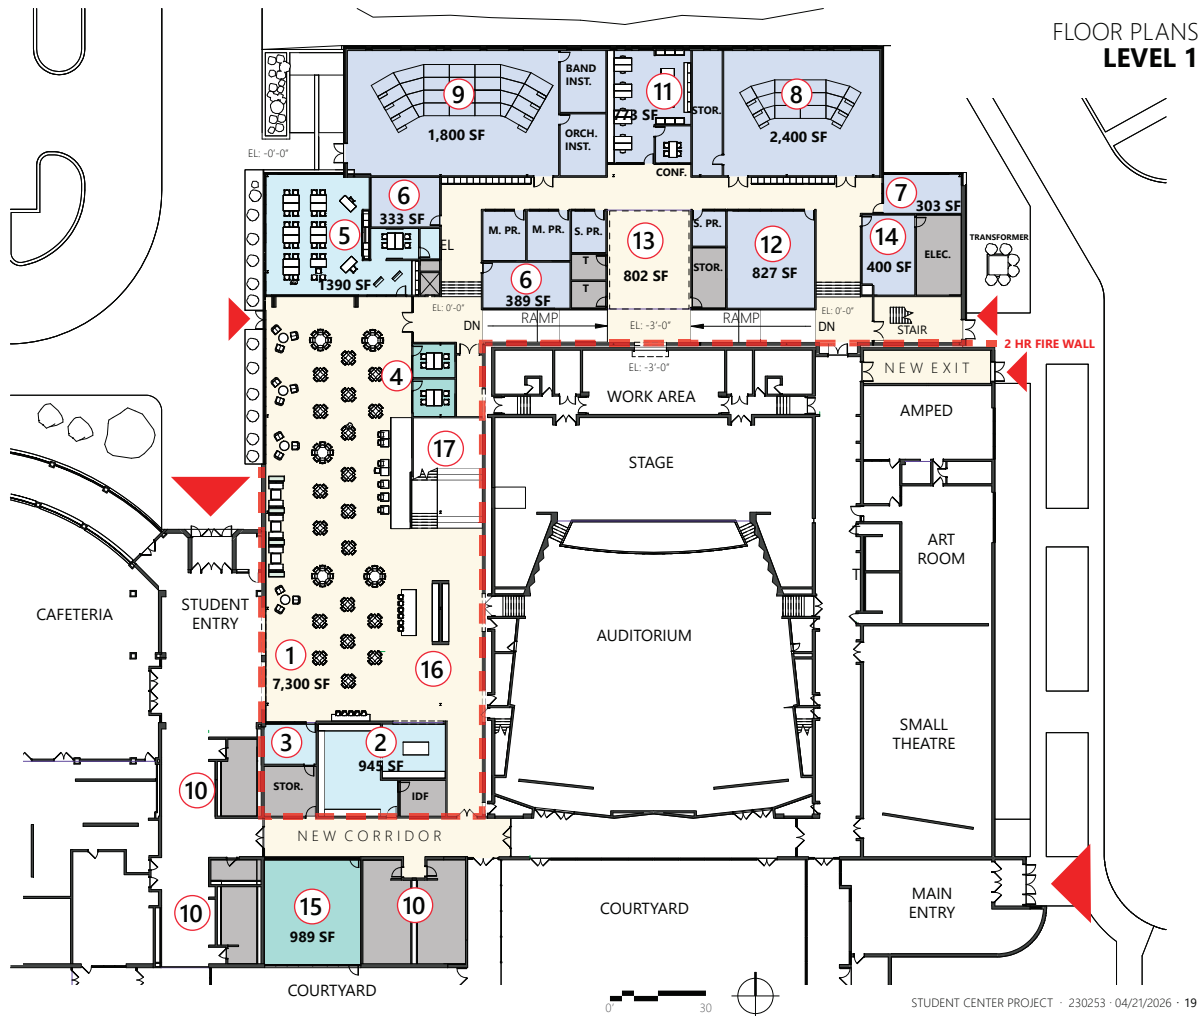 FLOOR PLANS
LEVEL 1
9
1,800 SF
BAND
INST.
ORCH.
INST.
11
773 SF
STOR.
CONF.
8
2,400 SF
EL: -0'-0"
7
303 SF
6
333 SF
5
1390 SF
EL
M. PR.
M. PR.
S. PR.
T
T
6
389 SF
13
802 SF
S. PR.
STOR.
12
827 SF
14
400 SF
ELEC.
TRANSFORMER
EL: 0'-0"
DN
RAMP
EL: -3'-0"
RAMP
DN
EL: 0'-0"
STAIR
2 HR FIRE WALL
EL: -3'-0"
NEW EXIT
4
WORK AREA
AMPED
17
STAGE
ART
ROOM
T
CAFETERIA
STUDENT
ENTRY
AUDITORIUM
1
7,300 SF
16
SMALL
THEATRE
3
2
945 SF
STOR.
IDF
10
NEW CORRIDOR
10
15
989 SF
10
COURTYARD
MAIN
ENTRY
COURTYARD
0'
30
STUDENT CENTER PROJECT · 230253 · 04/21/2026 · 19